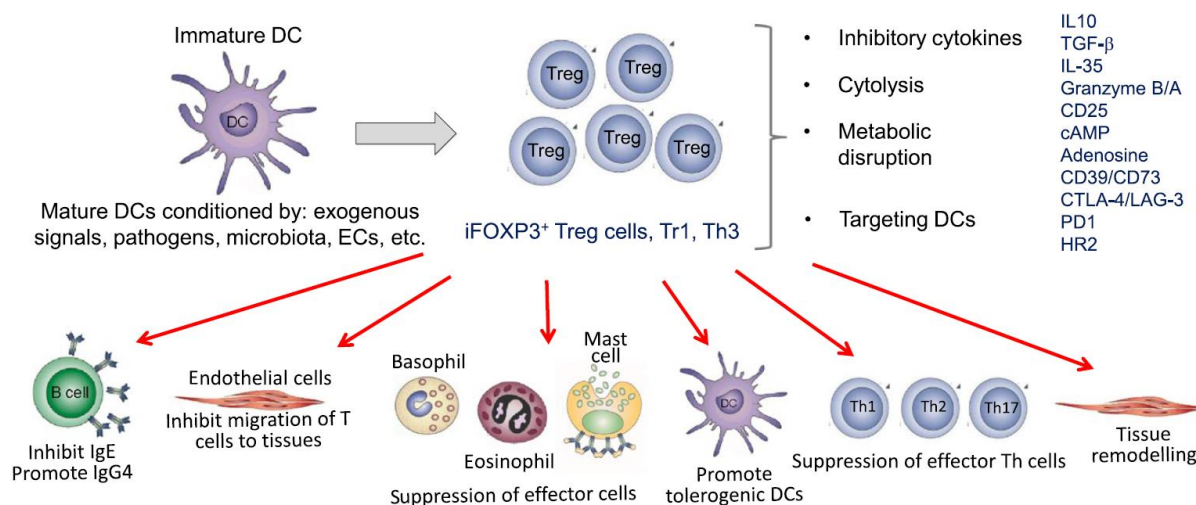 Immature DC
DC
Mature DCs conditioned by: exogenous
signals, pathogens, microbiota, ECs, etc.
Treg
Treg
Treg
Treg
Treg
iFOXP3⁺ Treg cells, Tr1, Th3
• Inhibitory cytokines
• Cytolysis
• Metabolic
disruption
• Targeting DCs
IL10
TGF-β
IL-35
Granzyme B/A
CD25
cAMP
Adenosine
CD39/CD73
CTLA-4/LAG-3
PD1
HR2
B cell
Inhibit IgE
Promote IgG4
Endothelial cells
Inhibit migration of T
cells to tissues
Basophil
Eosinophil
Mast
cell
Suppression of effector cells
DC
Promote
tolerogenic DCs
Th1
Th2
Th17
Suppression of effector Th cells
Tissue
remodelling